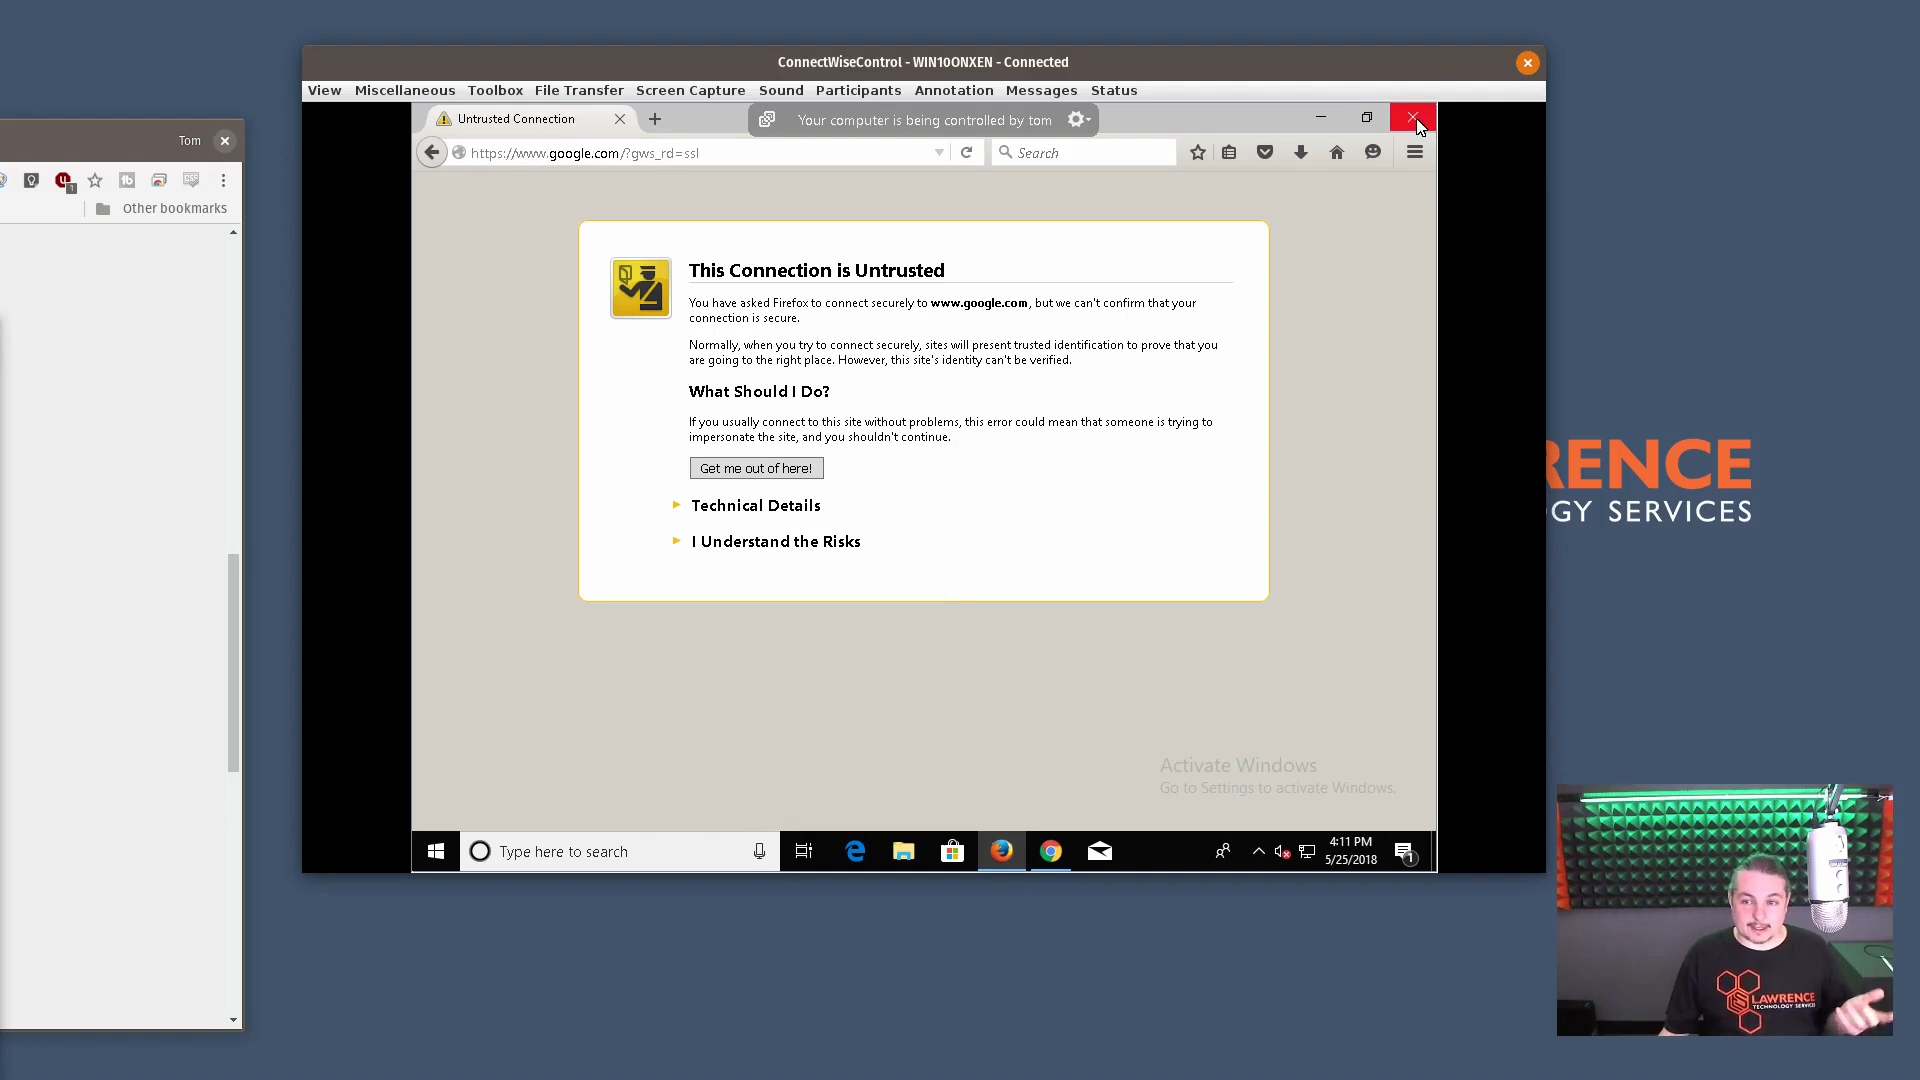 ConnectWiseControl - WIN10ONXEN - Connected
View Miscellaneous Toolbox File Transfer Screen Capture Sound Participants Annotation Messages Status
Untrusted Connection
Your computer is being controlled by tom
https://www.google.com/?gws_rd=ssl
Search
Tom
Other bookmarks
This Connection is Untrusted
You have asked Firefox to connect securely to www.google.com, but we can't confirm that your
connection is secure.
Normally, when you try to connect securely, sites will present trusted identification to prove that you
are going to the right place. However, this site's identity can't be verified.
What Should I Do?
If you usually connect to this site without problems, this error could mean that someone is trying to
impersonate the site, and you shouldn't continue.
Get me out of here!
Technical Details
I Understand the Risks
RENCE
OGY SERVICES
Activate Windows
Go to Settings to activate Windows.
Type here to search
4:11 PM
5/25/2018
1
LAWRENCE
TECHNOLOGY SERVICES